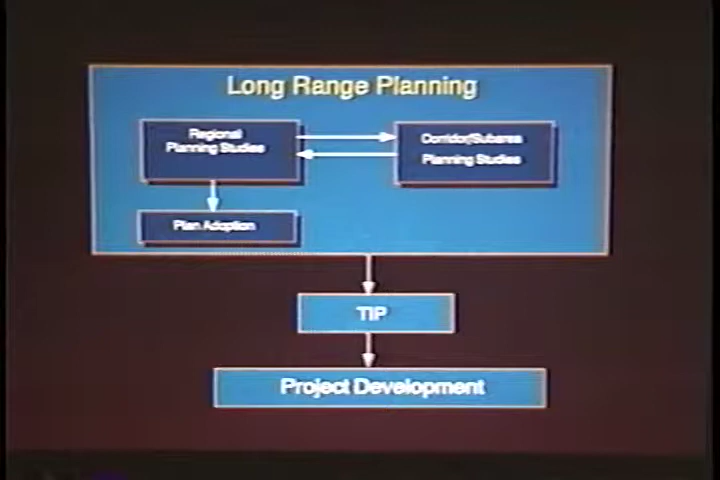 Long Range Planning
Regional
Planning Studies
Corridor/Subarea
Planning Studies
Plan Adoption
TIP
Project Development